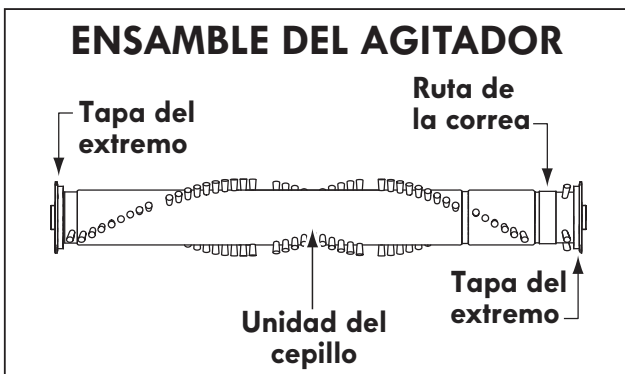 ENSAMBLE DEL AGITADOR
Tapa del
extremo
Ruta de
la correa
Unidad del
cepillo
Tapa del
extremo